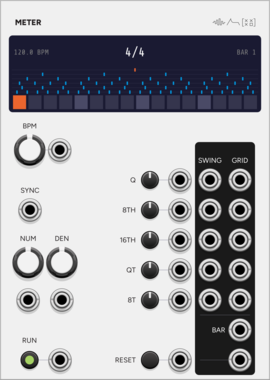 METER
120.0 BPM 4/4 BAR 1
BPM
SYNC
SWING GRID
Q
8TH
NUM DEN 16TH
QT
8T
BAR
RUN RESET